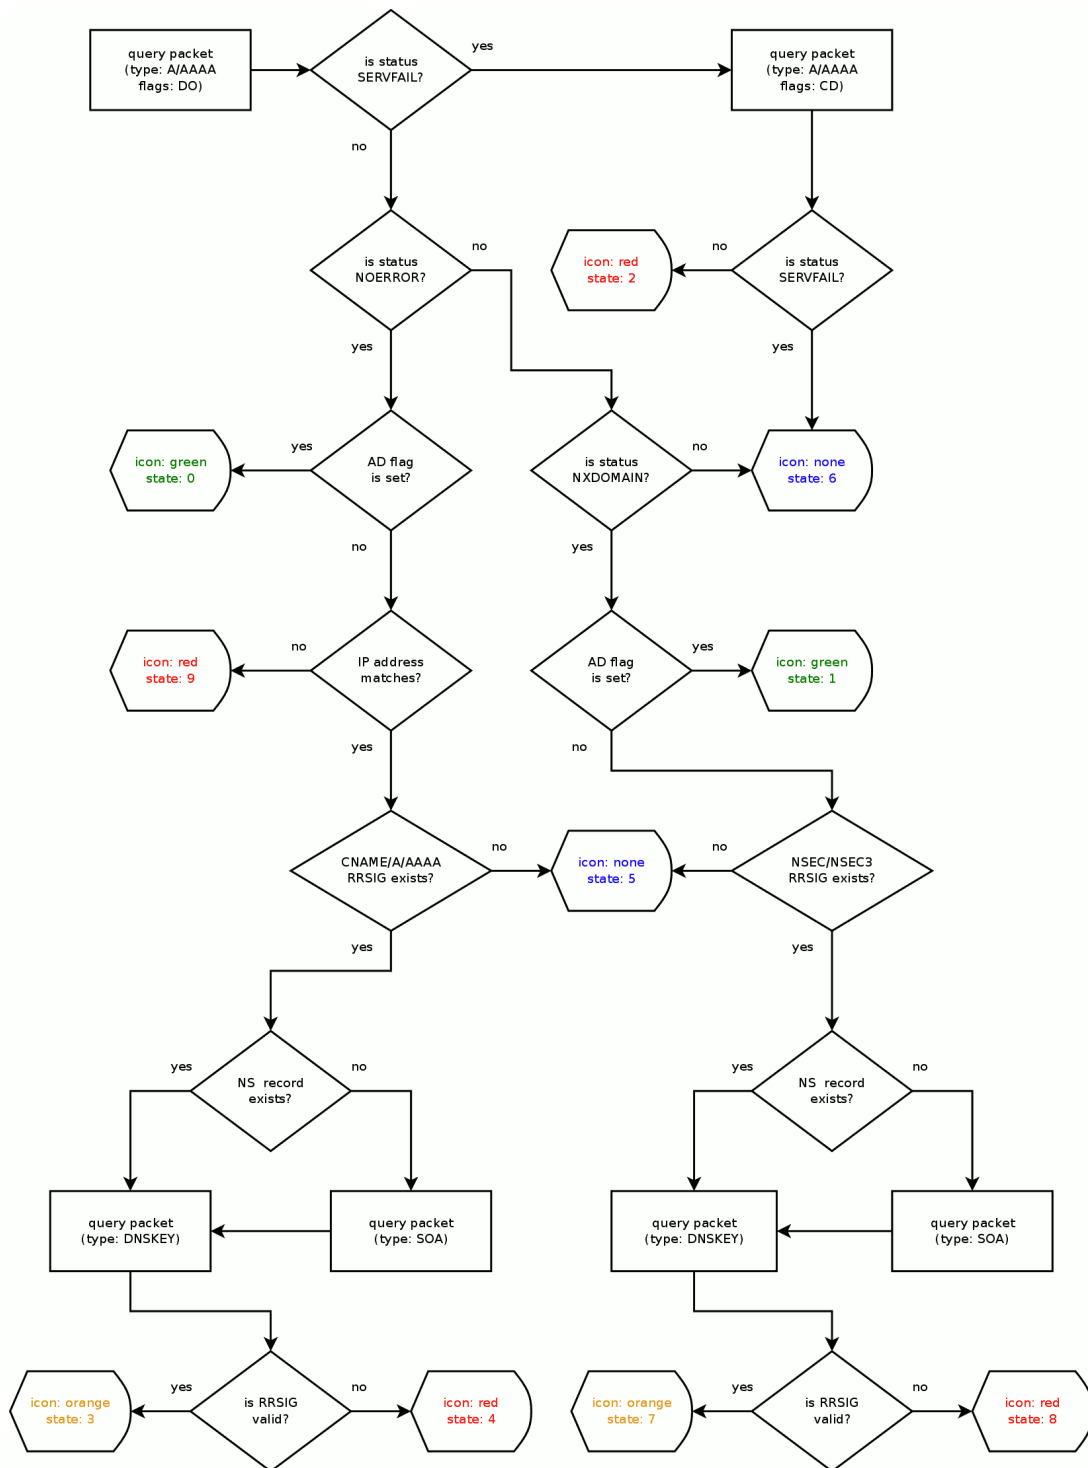 query packet
(type: A/AAAA
flags: DO)
is status
SERVFAIL?
yes
query packet
(type: A/AAAA
flags: CD)
no
is status
NOERROR?
no
icon: red
state: 2
no
is status
SERVFAIL?
yes
yes
icon: green
state: 0
yes
AD flag
is set?
is status
NXDOMAIN?
no
icon: none
state: 6
no
yes
icon: red
state: 9
no
IP address
matches?
AD flag
is set?
yes
icon: green
state: 1
yes
no
CNAME/A/AAAA
RRSIG exists?
no
icon: none
state: 5
no
NSEC/NSEC3
RRSIG exists?
yes
yes
yes
NS record
exists?
no
yes
NS record
exists?
no
query packet
(type: DNSKEY)
query packet
(type: SOA)
query packet
(type: DNSKEY)
query packet
(type: SOA)
icon: orange
state: 3
yes
is RRSIG
valid?
no
icon: red
state: 4
icon: orange
state: 7
yes
is RRSIG
valid?
no
icon: red
state: 8